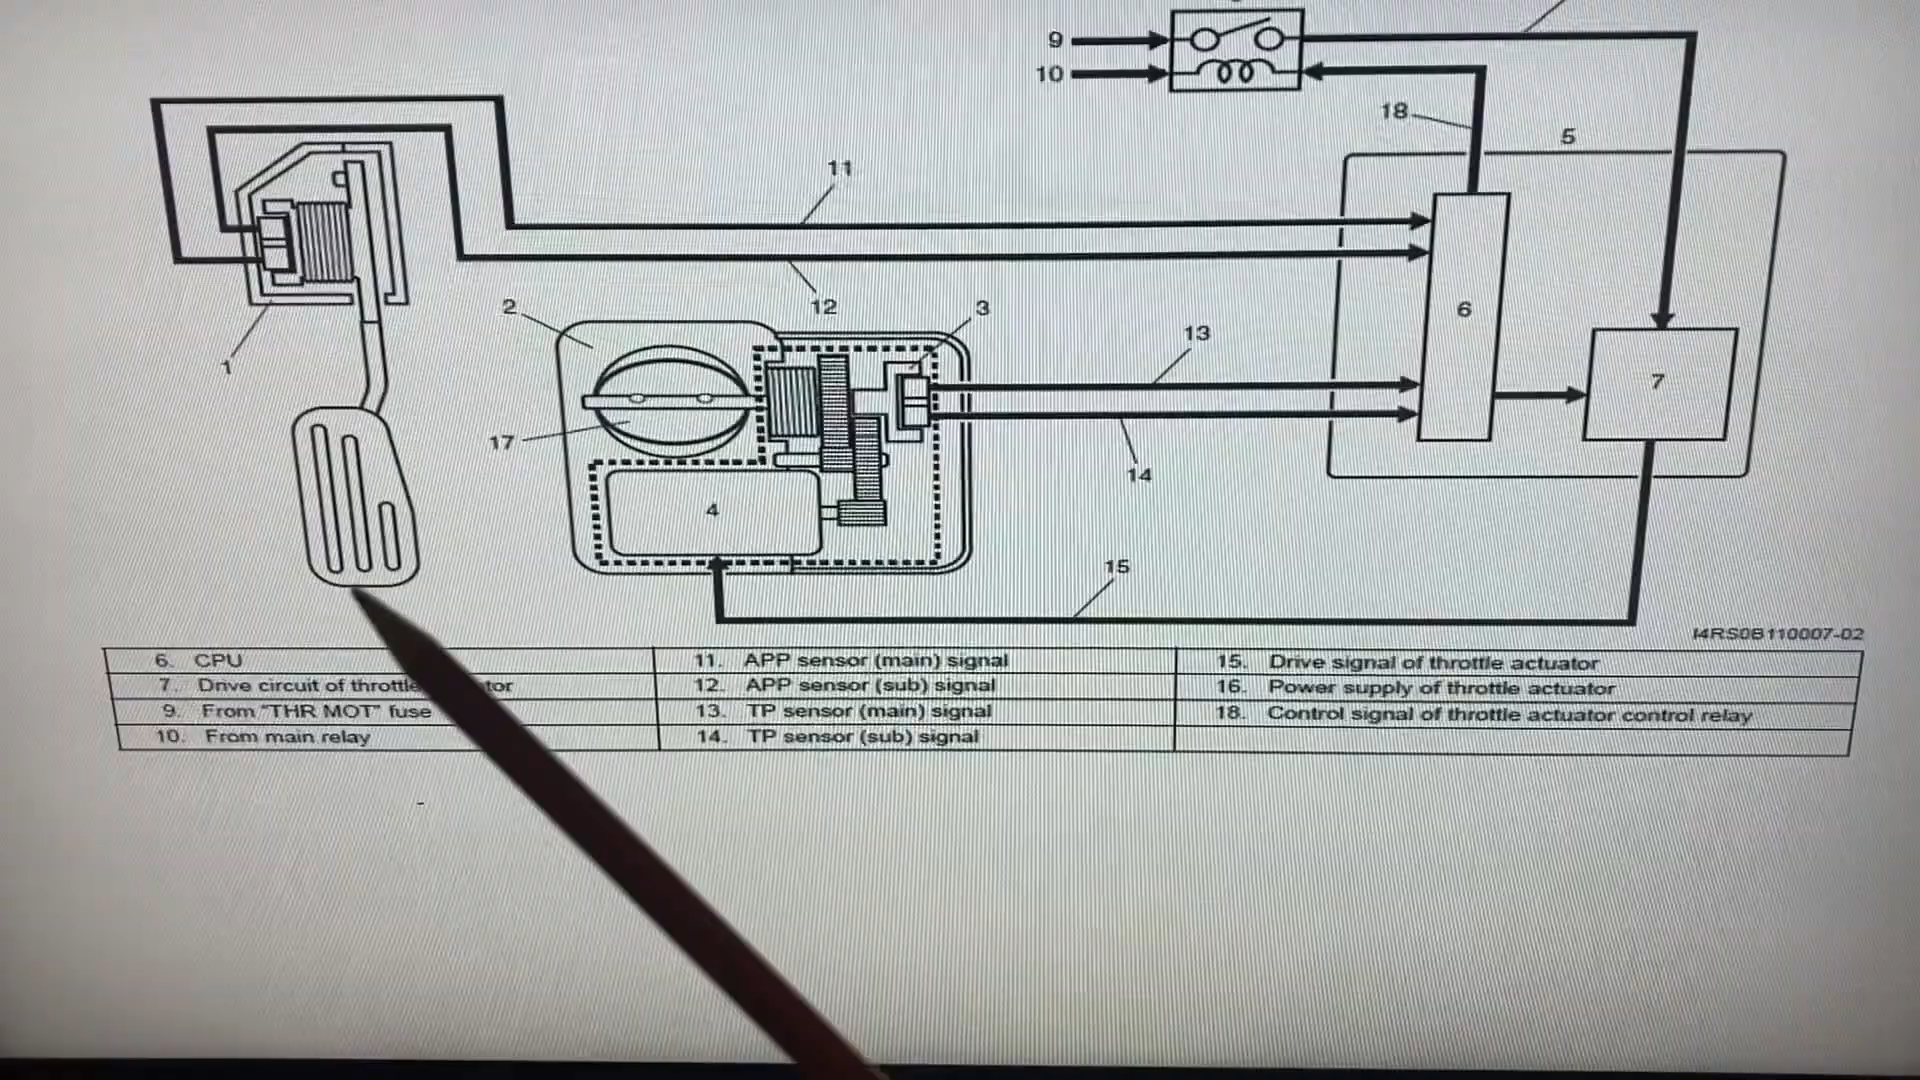 9
10
18
5
11
2
12
3
13
6
1
7
17
14
4
15
I4RS0B110007-02
6. CPU
11. APP sensor (main) signal
15. Drive signal of throttle actuator
7. Drive circuit of throttle tor
12. APP sensor (sub) signal
16. Power supply of throttle actuator
9. From "THR MOT" fuse
13. TP sensor (main) signal
18. Control signal of throttle actuator control relay
10. From main relay
14. TP sensor (sub) signal